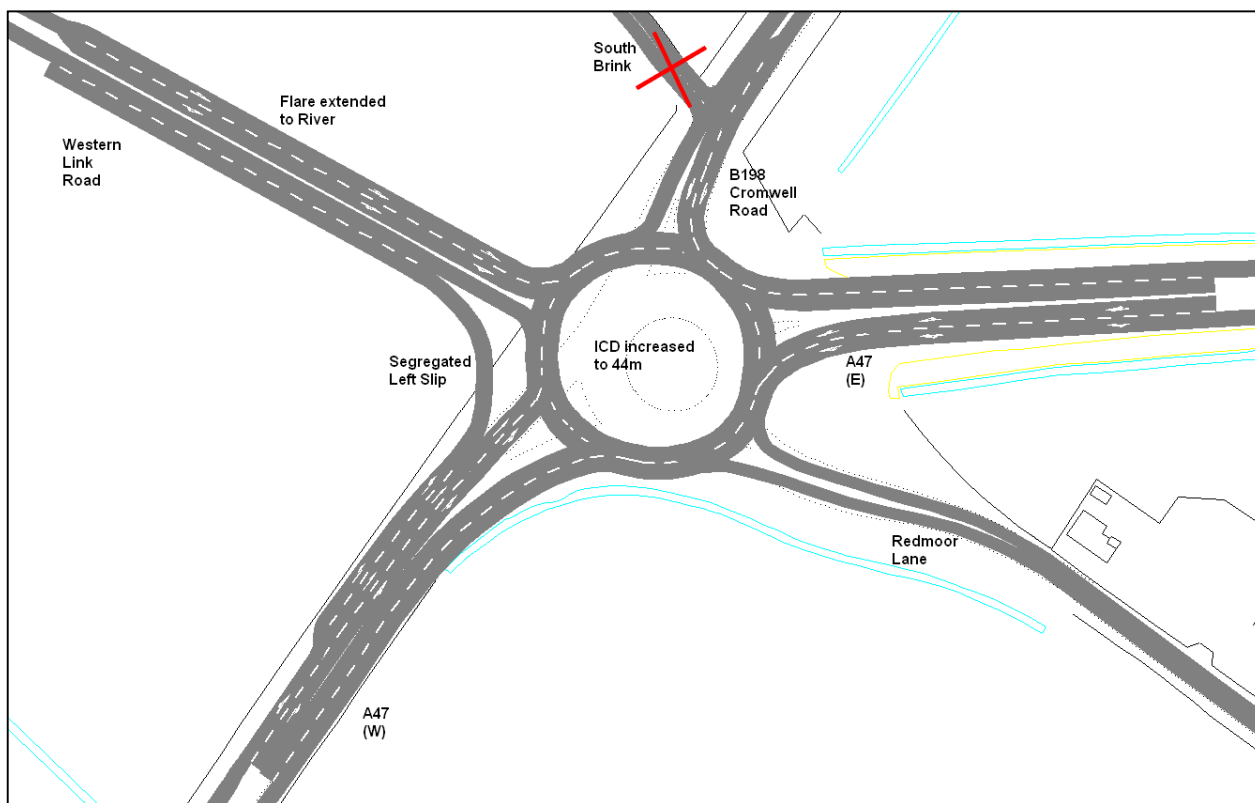 South
Brink
Flare extended
to River
Western
Link
Road
B198
Cromwell
Road
ICD increased
to 44m
Segregated
Left Slip
A47
(E)
Redmoor
Lane
A47
(W)